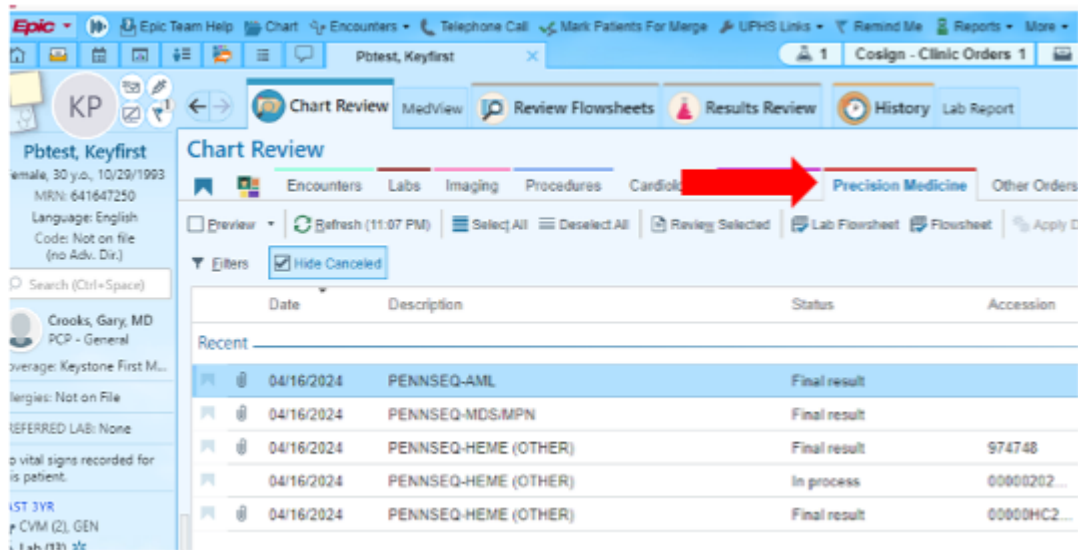 Epic Epic Team Help Chart Encounters Telephone Call Mark Patients For Merge UPHS Links Remind Me Reports More
Pbtest, Keyfirst × 1 Cosign - Clinic Orders 1
KP 1 Chart Review MedView Review Flowsheets Results Review History Lab Report
Pbtest, Keyfirst
emale, 30 y.o., 10/29/1993
MRN: 641647250
Language: English
Code: Not on file
(no Adv. Dir.)
Search (Ctrl+Space)
Crooks, Gary, MD
PCP - General
overage: Keystone First M...
lergies: Not on File
REFERRED LAB: None
o vital signs recorded for
is patient.
AST 3YR
CVM (2), GEN
Lab (13)
Chart Review
Encounters Labs Imaging Procedures Cardiolo Precision Medicine Other Orders
Preview Refresh (11:07 PM) Select All Deselect All Review Selected Lab Flowsheet Flowsheet Apply D
Filters Hide Canceled
Date Description Status Accession
Recent
04/16/2024 PENNSEQ-AML Final result
04/16/2024 PENNSEQ-MDS/MPN Final result
04/16/2024 PENNSEQ-HEME (OTHER) Final result 974748
04/16/2024 PENNSEQ-HEME (OTHER) In process 00000202...
04/16/2024 PENNSEQ-HEME (OTHER) Final result 00000HC2...